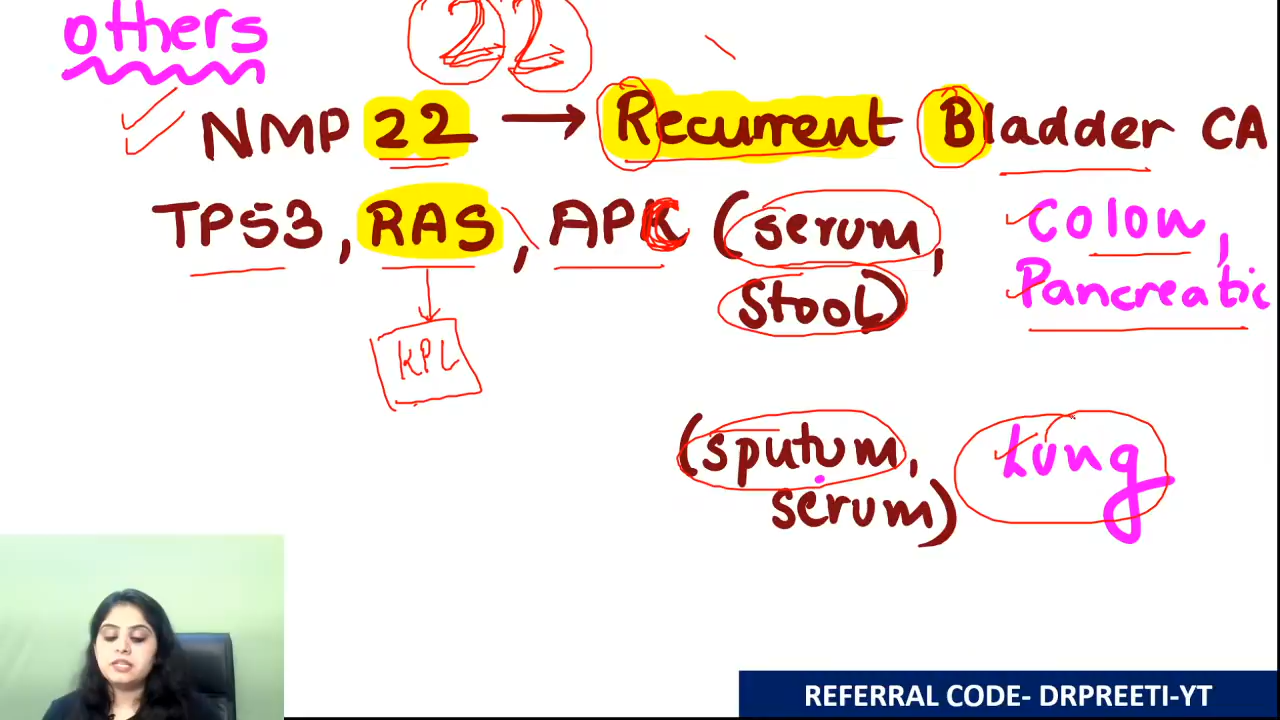 others
22
NMP 22 → Recurrent Bladder CA
TP53, RAS, APC (serum, Colon,
Stool) Pancreatic
KPL
(sputum, Lung
serum)
REFERRAL CODE- DRPREETI-YT